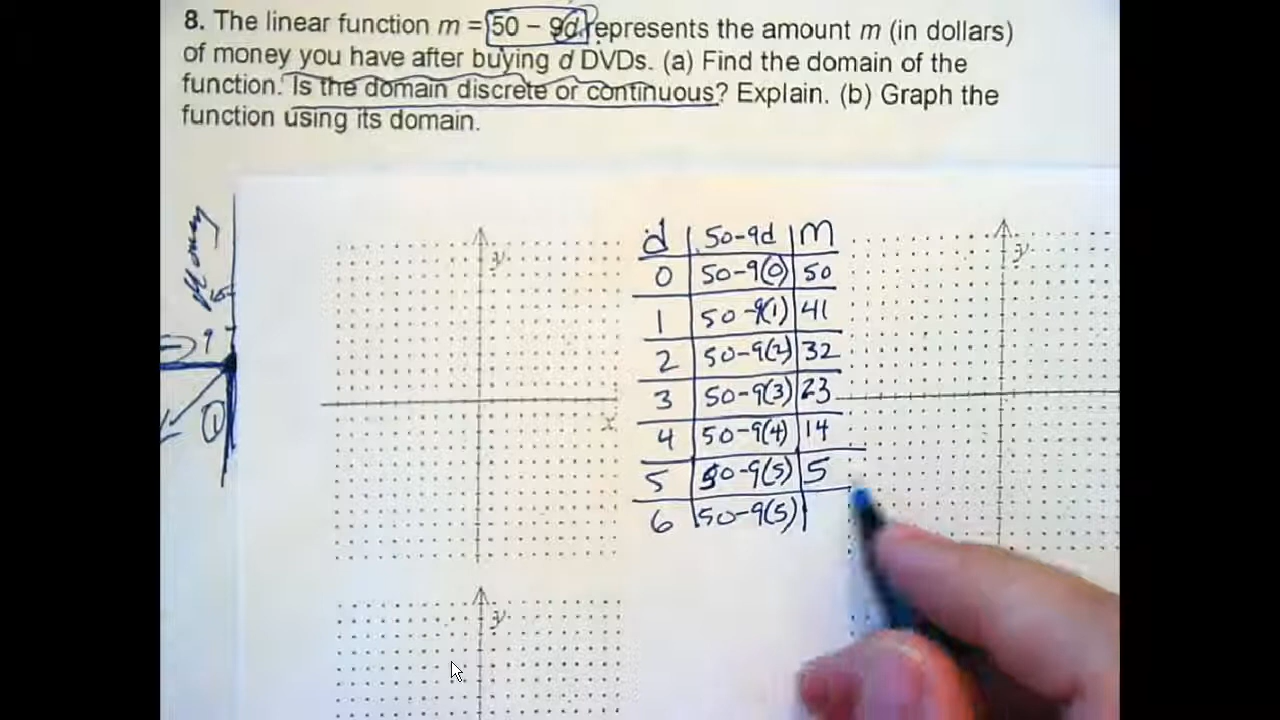 8. The linear function m = 50 – 9d represents the amount m (in dollars)
of money you have after buying d DVDs. (a) Find the domain of the
function. Is the domain discrete or continuous? Explain. (b) Graph the
function using its domain.
Money
15
9
1
y
x
d 50-9d m
0 50-9(0) 50
1 50-9(1) 41
2 50-9(2) 32
3 50-9(3) 23
4 50-9(4) 14
5 50-9(5) 5
6 50-9(5)
y
y